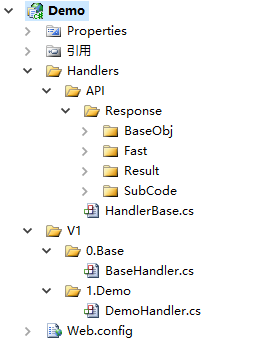 Demo
Properties
引用
Handlers
API
Response
BaseObj
Fast
Result
SubCode
HandlerBase.cs
V1
0.Base
BaseHandler.cs
1.Demo
DemoHandler.cs
Web.config